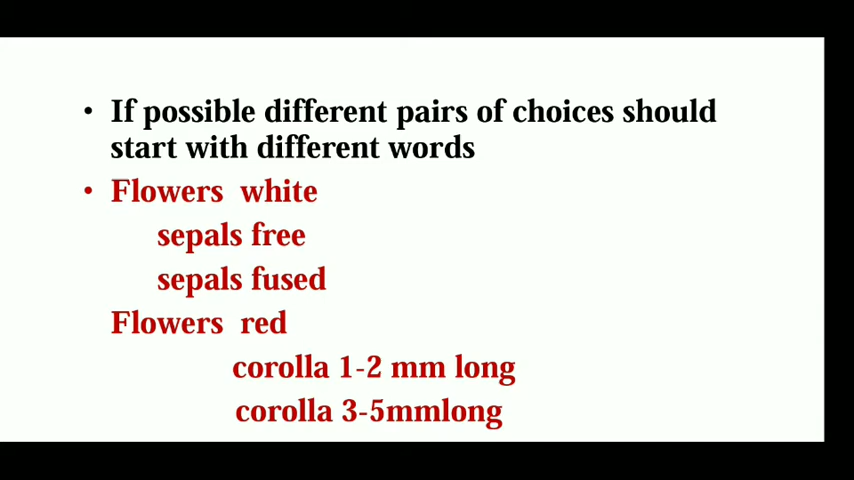 • If possible different pairs of choices should
start with different words
• Flowers white
sepals free
sepals fused
Flowers red
corolla 1-2 mm long
corolla 3-5mmlong